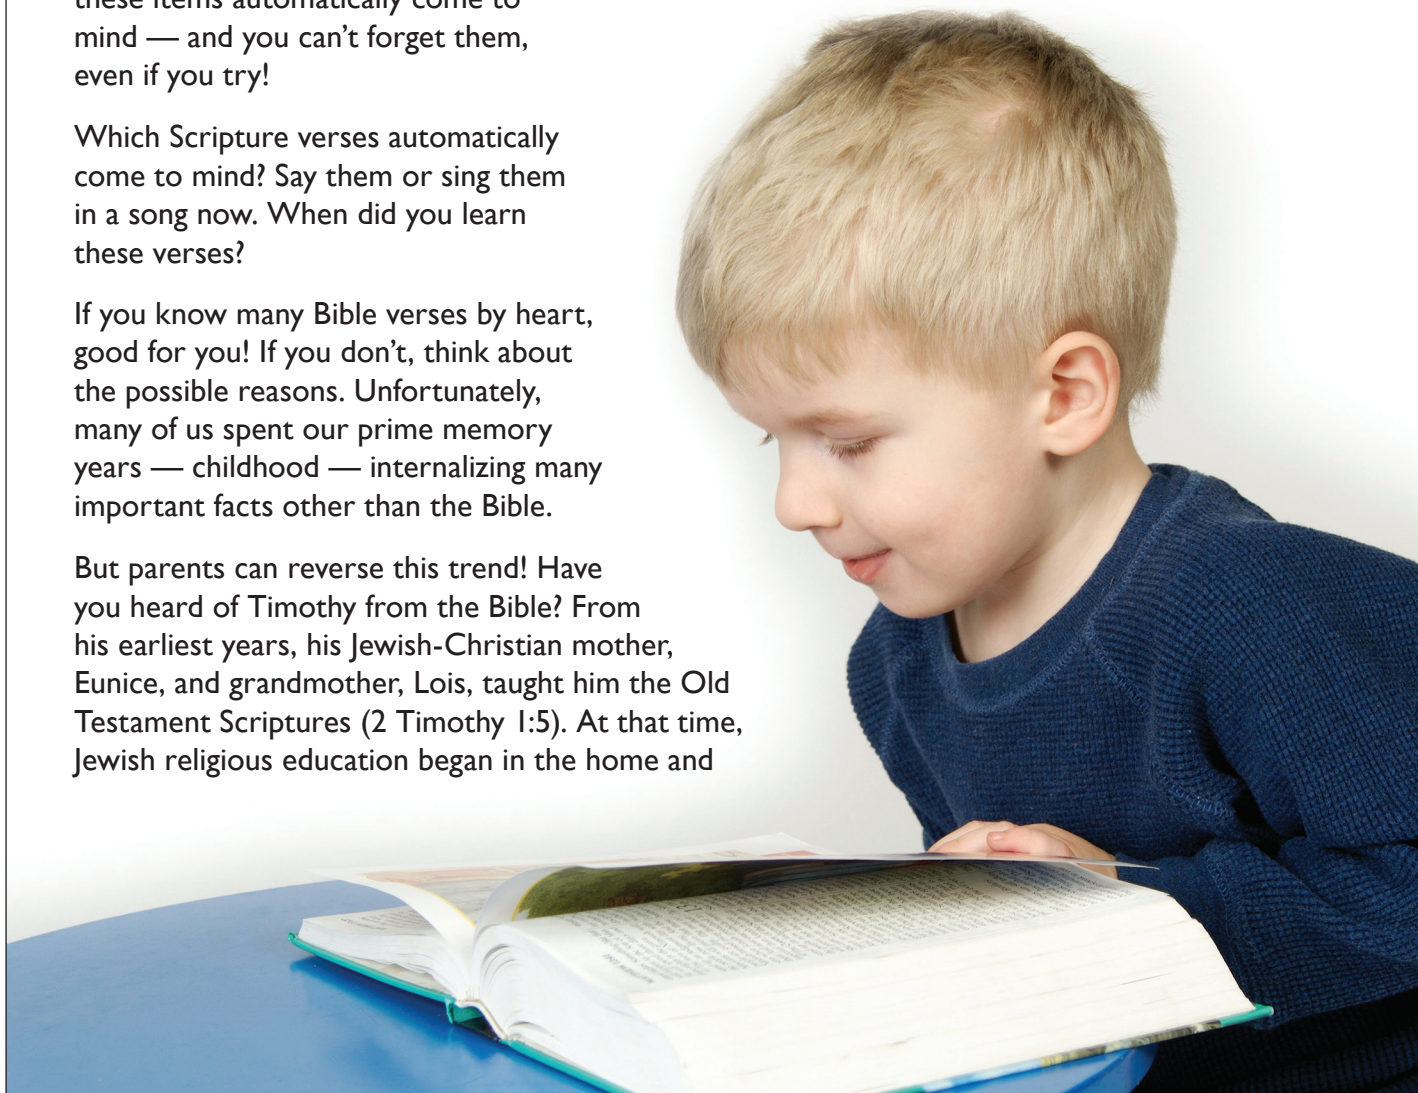 these items automatically come to
mind — and you can’t forget them,
even if you try!
Which Scripture verses automatically
come to mind? Say them or sing them
in a song now. When did you learn
these verses?
If you know many Bible verses by heart,
good for you! If you don’t, think about
the possible reasons. Unfortunately,
many of us spent our prime memory
years — childhood — internalizing many
important facts other than the Bible.
But parents can reverse this trend! Have
you heard of Timothy from the Bible? From
his earliest years, his Jewish-Christian mother,
Eunice, and grandmother, Lois, taught him the Old
Testament Scriptures (2 Timothy 1:5). At that time,
Jewish religious education began in the home and